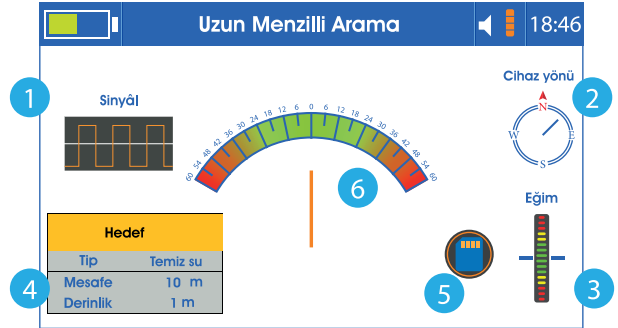 Uzun Menzilli Arama
18:46
Cihaz yönü
1
Sinyâl
2
N
W
E
S
60 54 48 42 36 30 24 18 12 6 0 6 12 18 24 30 36 42 48 54 60
6
Eğim
Hedef
Tip Temiz su
Mesafe 10 m
Derinlik 1 m
4
5
3